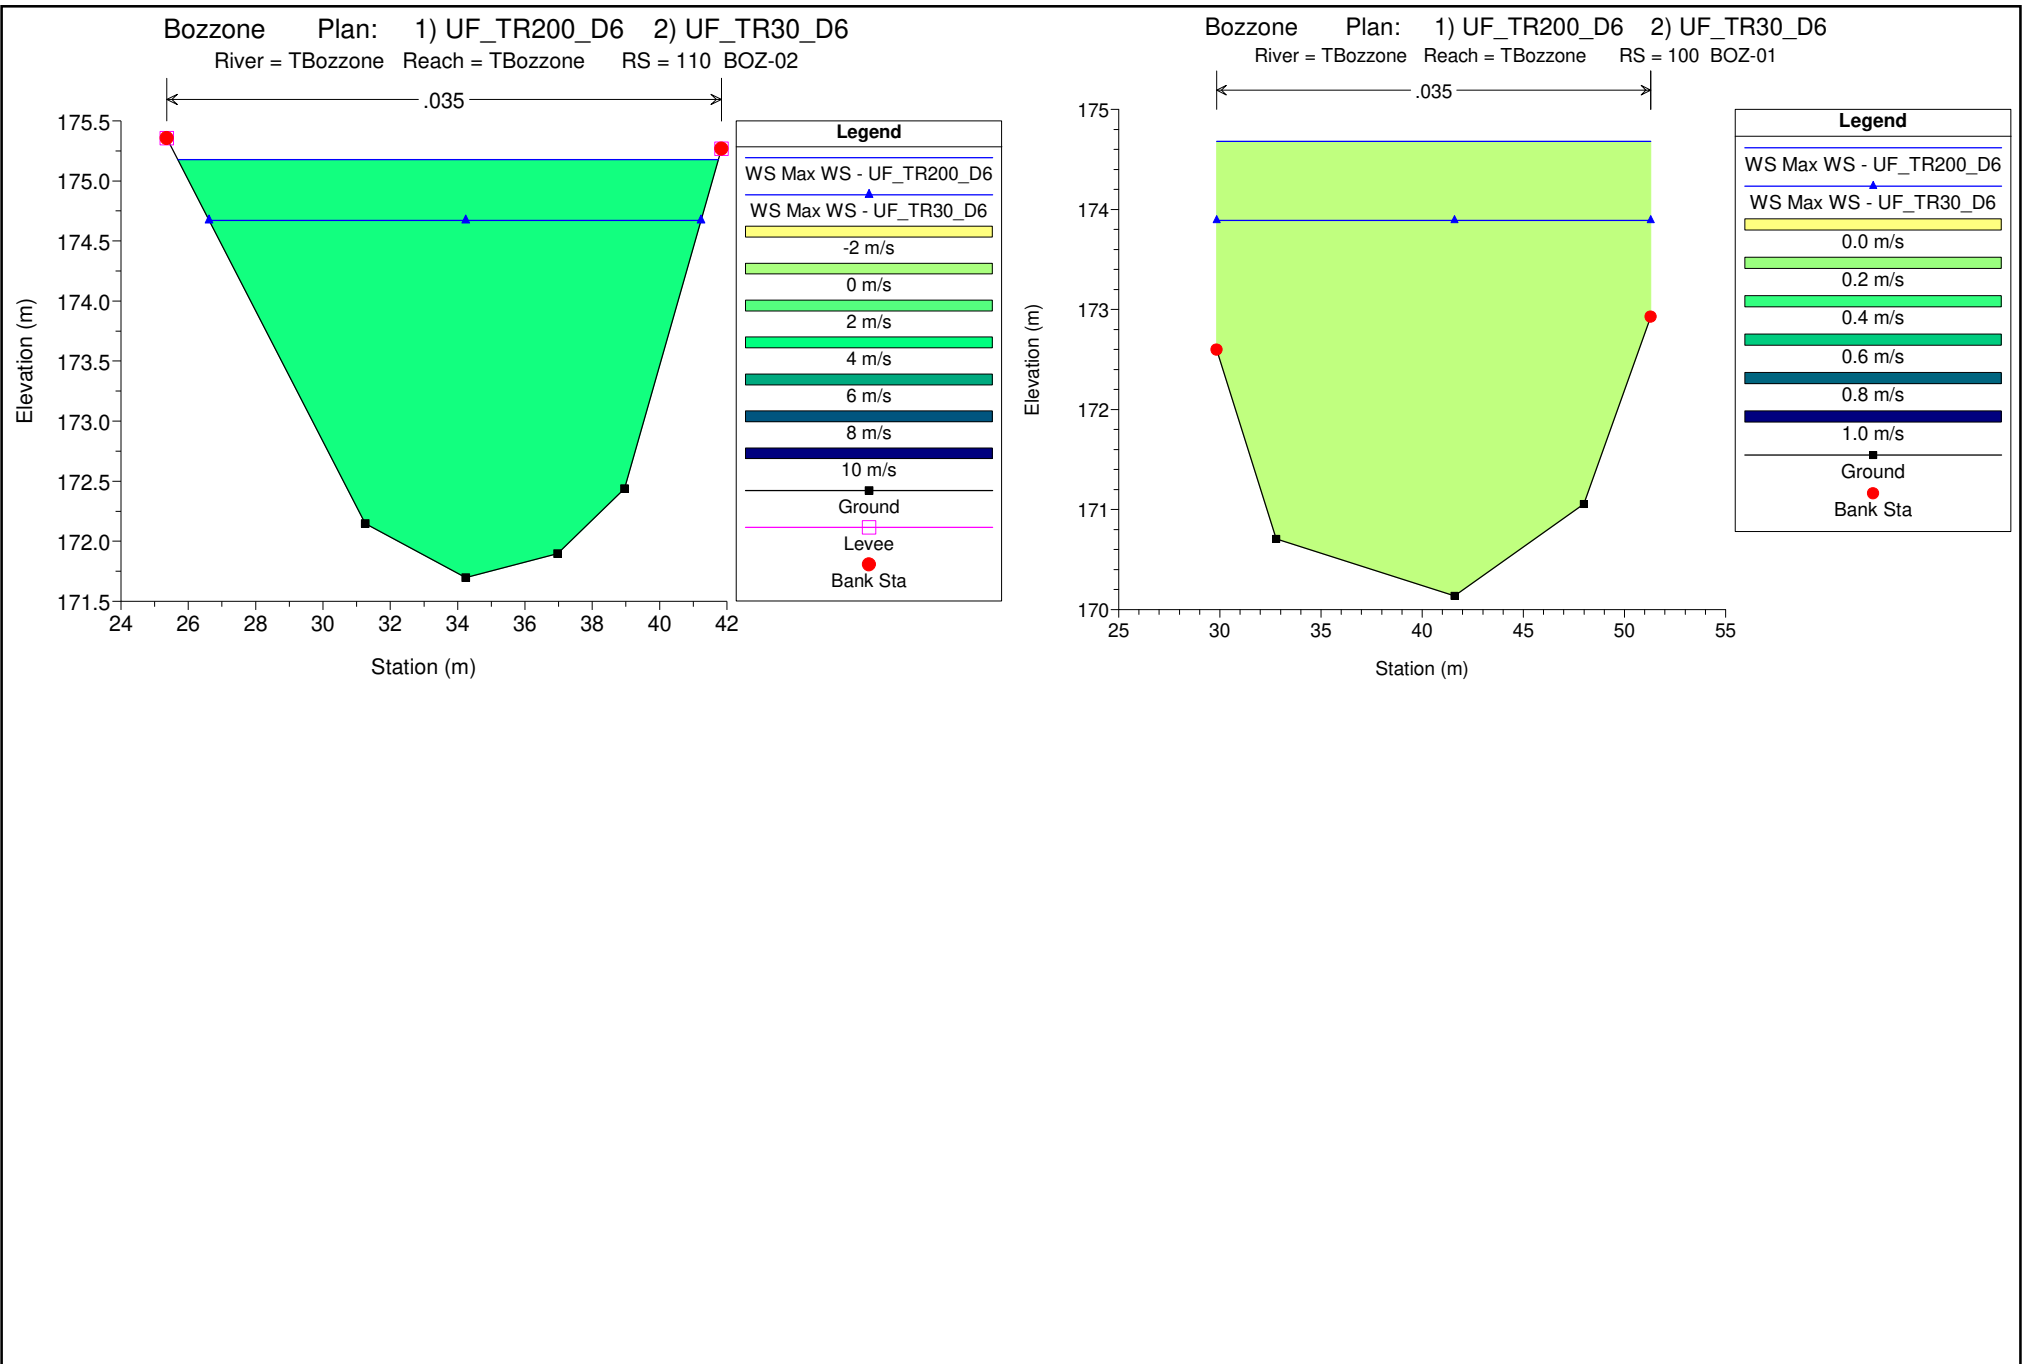 Bozzone Plan: 1) UF_TR200_D6 2) UF_TR30_D6
River = TBozzone Reach = TBozzone RS = 110 BOZ-02
.035
175.5
175.0
174.5
174.0
173.5
173.0
172.5
172.0
171.5
Elevation (m)
24 26 28 30 32 34 36 38 40 42
Station (m)
Legend
WS Max WS - UF_TR200_D6
WS Max WS - UF_TR30_D6
-2 m/s
0 m/s
2 m/s
4 m/s
6 m/s
8 m/s
10 m/s
Ground
Levee
Bank Sta
Bozzone Plan: 1) UF_TR200_D6 2) UF_TR30_D6
River = TBozzone Reach = TBozzone RS = 100 BOZ-01
.035
175
174
173
172
171
170
Elevation (m)
25 30 35 40 45 50 55
Station (m)
Legend
WS Max WS - UF_TR200_D6
WS Max WS - UF_TR30_D6
0.0 m/s
0.2 m/s
0.4 m/s
0.6 m/s
0.8 m/s
1.0 m/s
Ground
Bank Sta